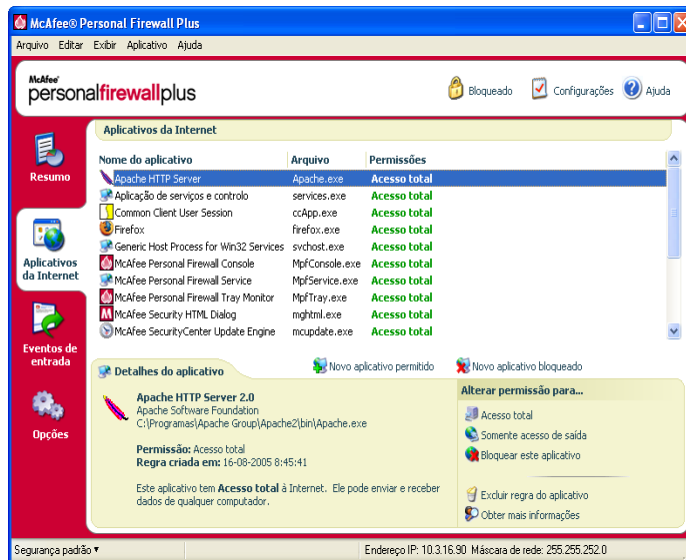 McAfee® Personal Firewall Plus
Arquivo Editar Exibir Aplicativo Ajuda
McAfee®
personalfirewallplus
Bloqueado Configurações Ajuda
Resumo
Aplicativos da Internet
Eventos de entrada
Opções
Aplicativos da Internet
Nome do aplicativo Arquivo Permissões
Apache HTTP Server Apache.exe Acesso total
Aplicação de serviços e controlo services.exe Acesso total
Common Client User Session ccApp.exe Acesso total
Firefox firefox.exe Acesso total
Generic Host Process for Win32 Services svchost.exe Acesso total
McAfee Personal Firewall Console MpfConsole.exe Acesso total
McAfee Personal Firewall Service MpfService.exe Acesso total
McAfee Personal Firewall Tray Monitor MpfTray.exe Acesso total
McAfee Security HTML Dialog mghtml.exe Acesso total
McAfee SecurityCenter Update Engine mcupdate.exe Acesso total
Detalhes do aplicativo
Novo aplicativo permitido Novo aplicativo bloqueado
Apache HTTP Server 2.0
Apache Software Foundation
C:\Programas\Apache Group\Apache2\bin\Apache.exe
Permissão: Acesso total
Regra criada em: 16-08-2005 8:45:41
Este aplicativo tem Acesso total à Internet. Ele pode enviar e receber
dados de qualquer computador.
Alterar permissão para...
Acesso total
Somente acesso de saída
Bloquear este aplicativo
Excluir regra do aplicativo
Obter mais informações
Segurança padrão Endereço IP: 10.3.16.90 Máscara de rede: 255.255.252.0